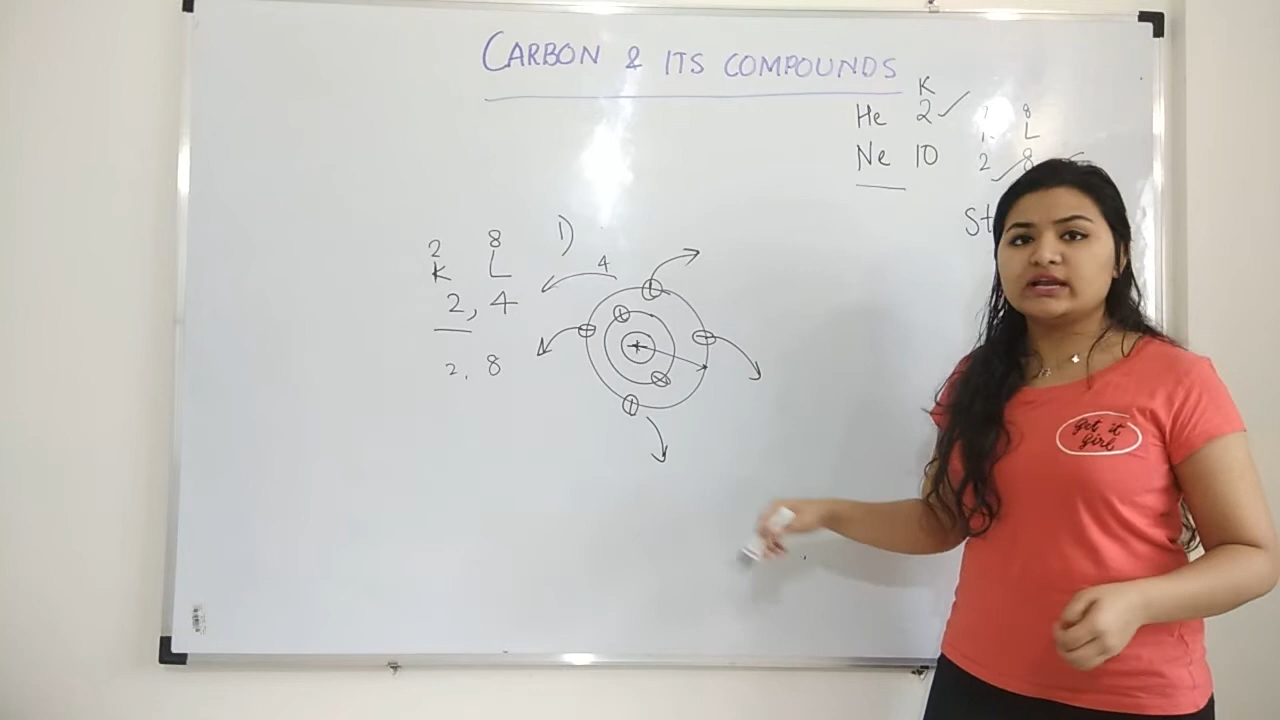 CARBON & ITS COMPOUNDS
K
He 2
8
L
Ne 10 2 8
St
1)
2 8
K L
4
2, 4
2, 8
+
Get it
Girl